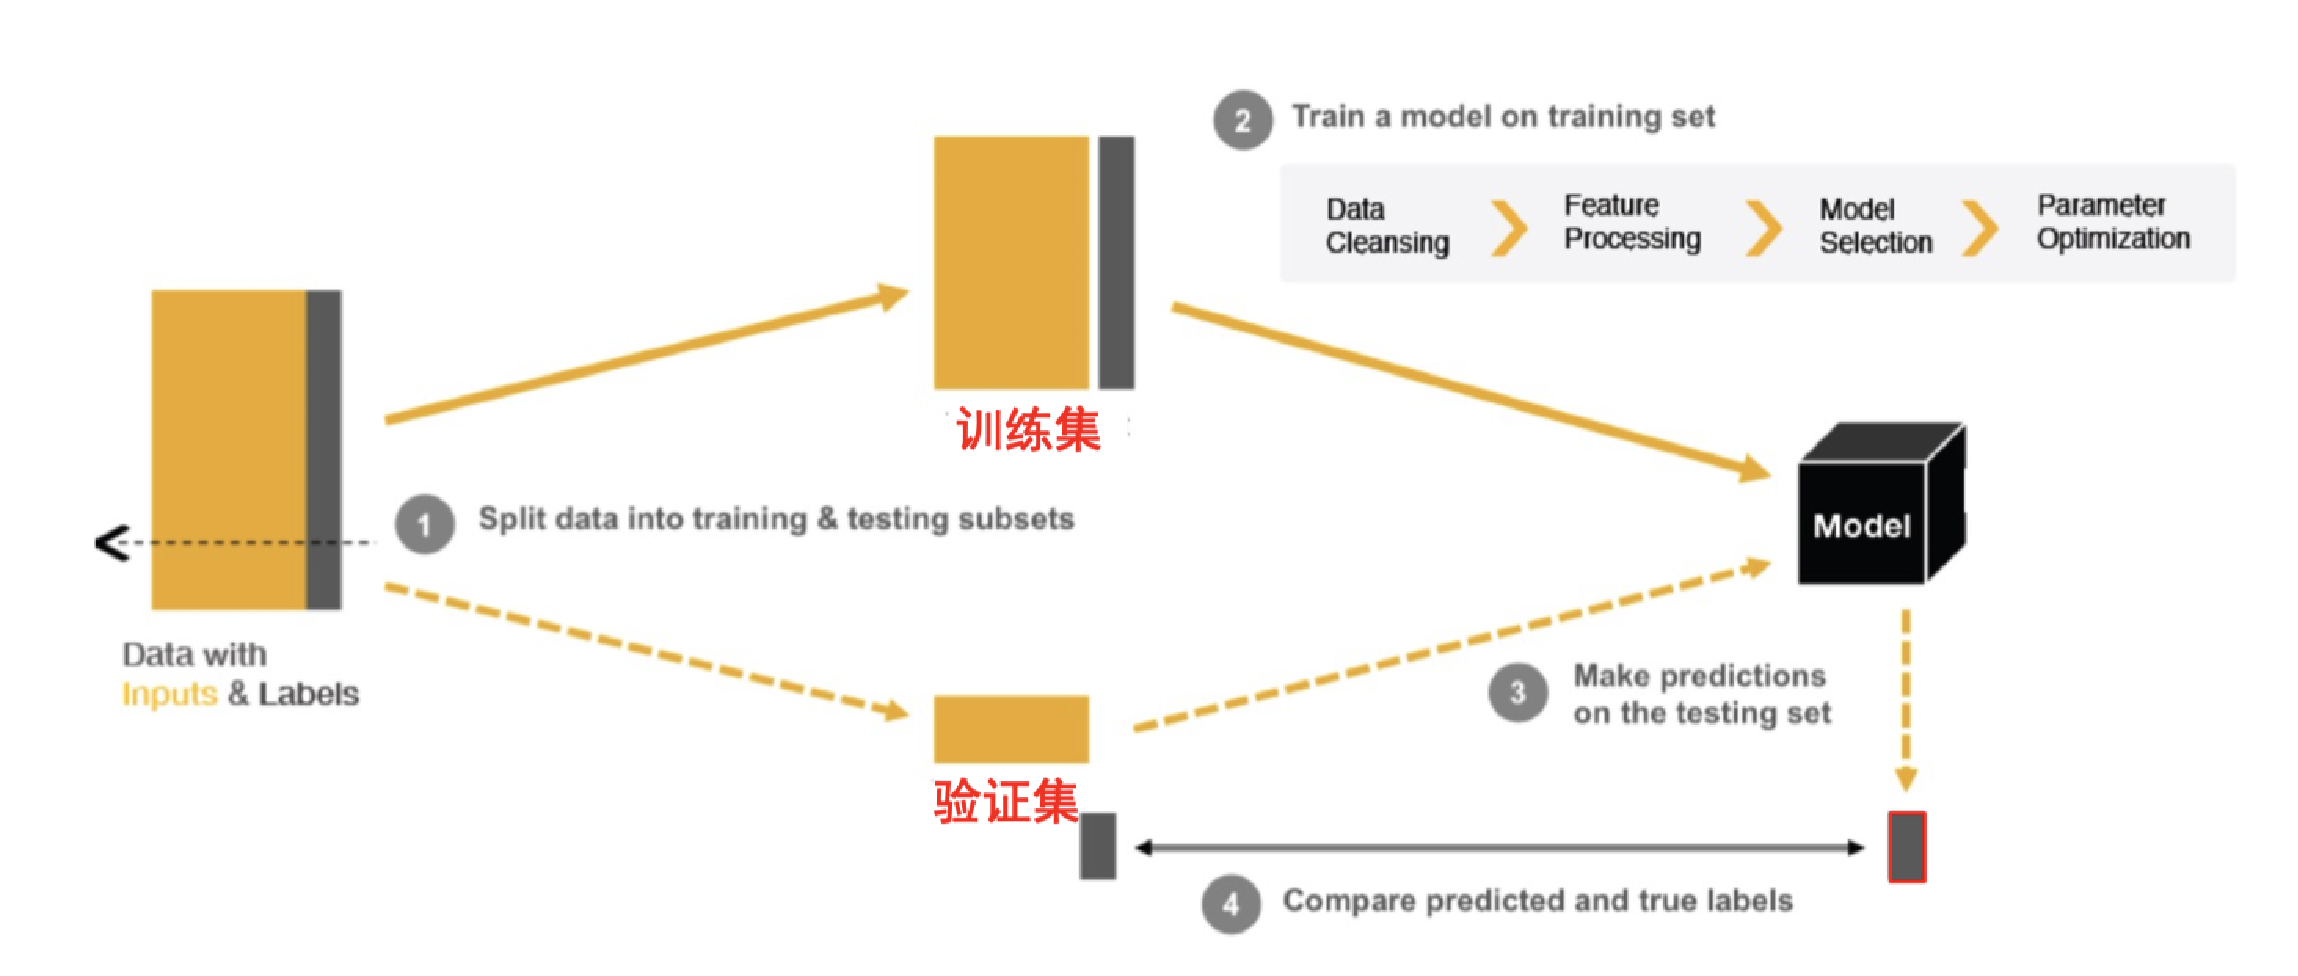 2 Train a model on training set
Data
Cleansing
Feature
Processing
Model
Selection
Parameter
Optimization
训练集
1 Split data into training & testing subsets
Data with
Inputs & Labels
Model
3 Make predictions
on the testing set
验证集
4 Compare predicted and true labels